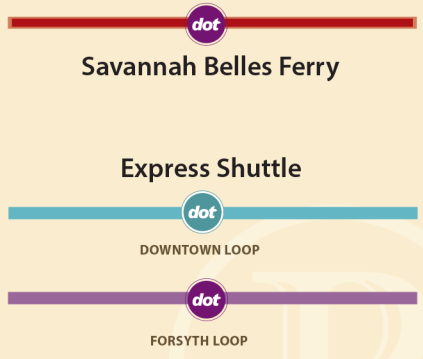 dot
Savannah Belles Ferry
Express Shuttle
dot
DOWNTOWN LOOP
dot
FORSYTH LOOP